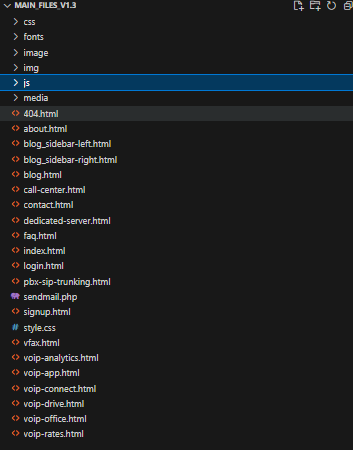 MAIN_FILES_V1.3
css
fonts
image
img
js
media
404.html
about.html
blog_sidebar-left.html
blog_sidebar-right.html
blog.html
call-center.html
contact.html
dedicated-server.html
faq.html
index.html
login.html
pbx-sip-trunking.html
sendmail.php
signup.html
# style.css
vfax.html
voip-analytics.html
voip-app.html
voip-connect.html
voip-drive.html
voip-office.html
voip-rates.html